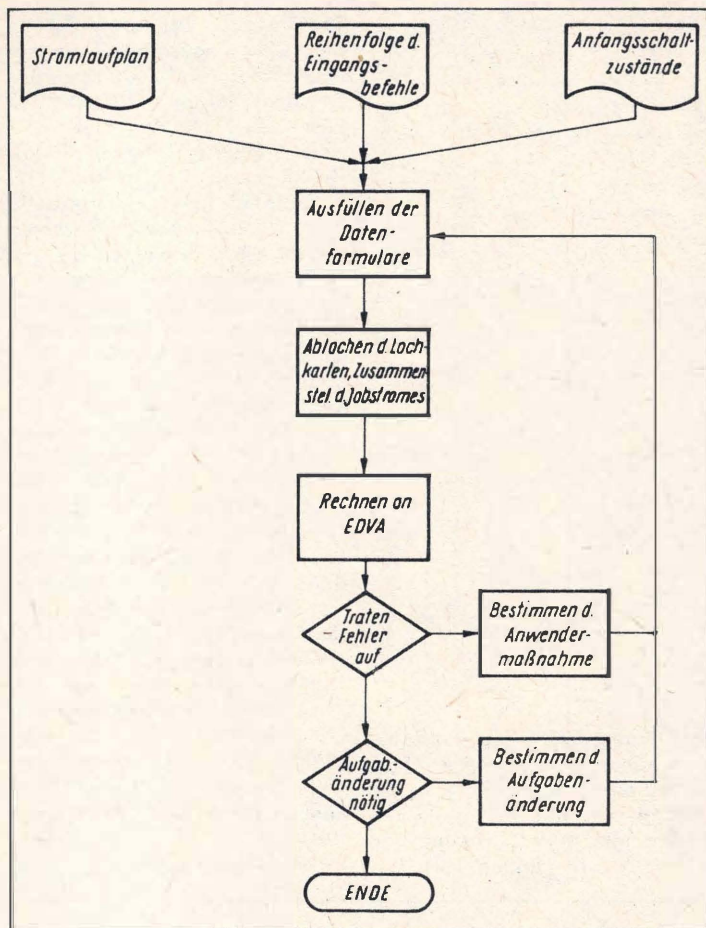 Stromlaufplan
Reihenfolge d.
Eingangs-
befehle
Anfangsschalt-
zustände
Ausfüllen der
Daten-
formulare
Ablochen d. Loch-
karten, Zusammen-
stel. d. Jobstromes
Rechnen an
EDVA
Traten
Fehler
auf
Bestimmen d.
Anwender-
maßnahme
Aufgab.-
änderung
nötig
Bestimmen d.
Aufgaben-
änderung
ENDE